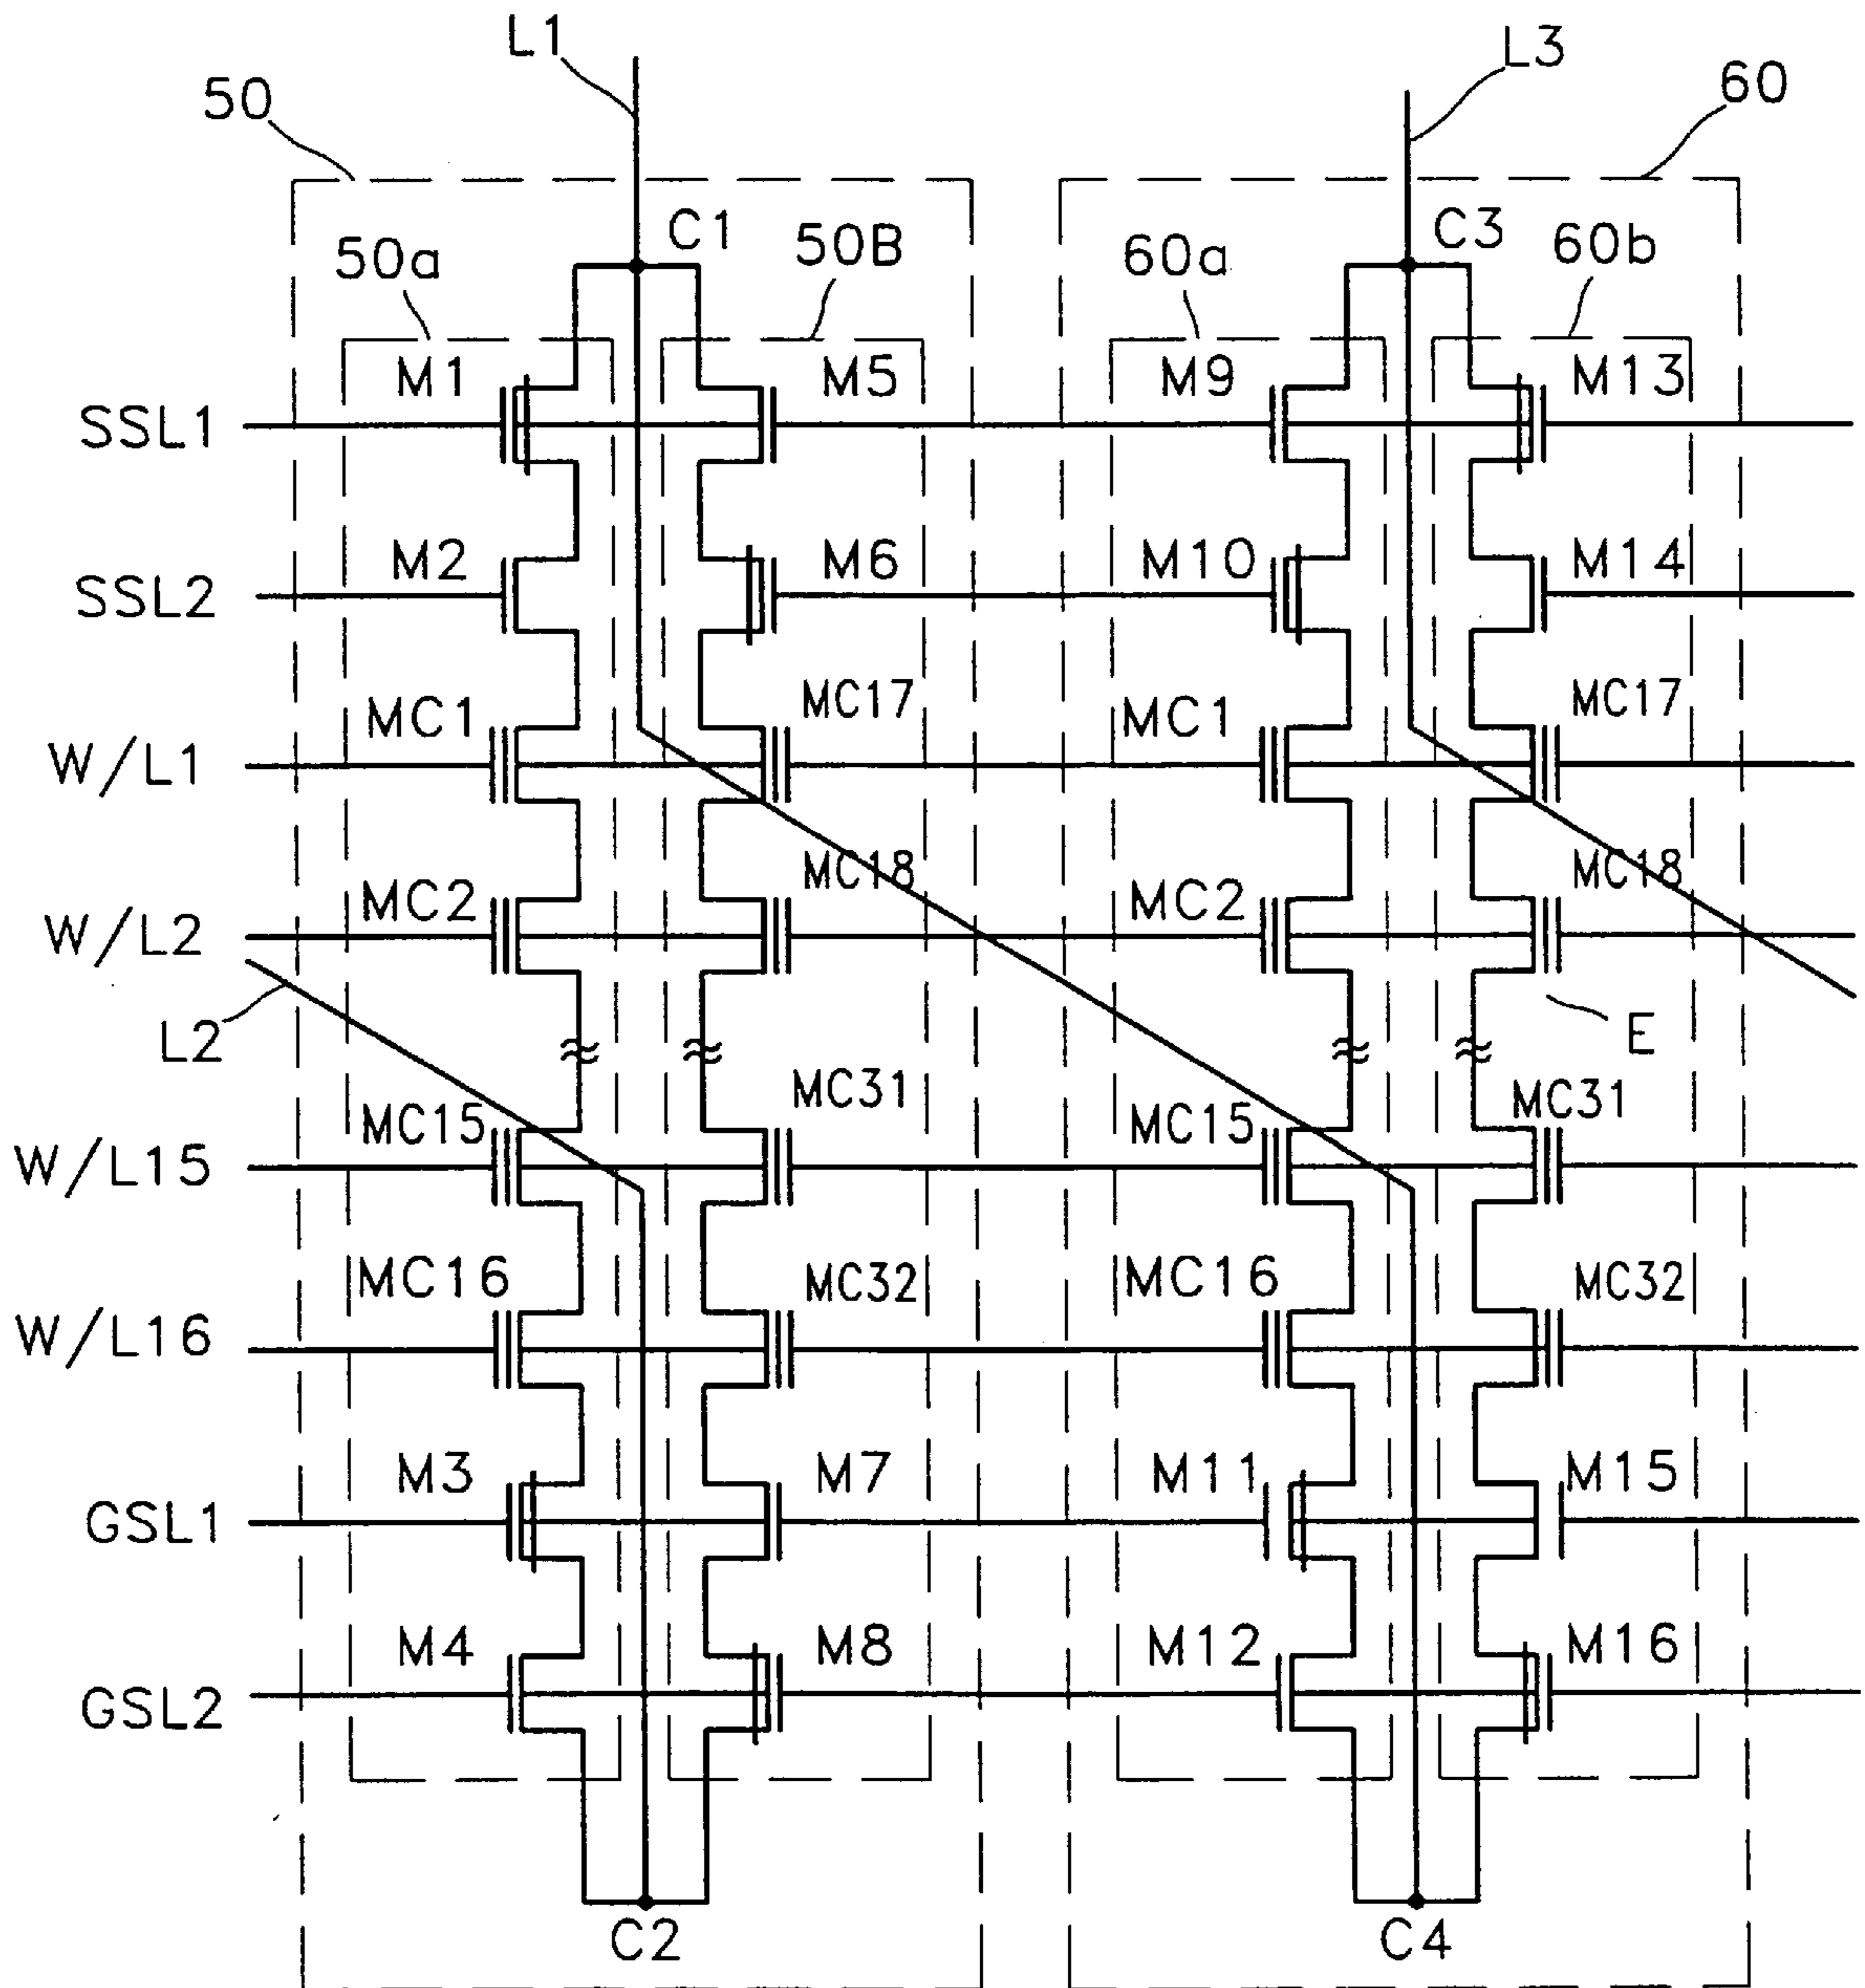 L1 L3
50 60
C1 C3
50a 50B 60a 60b
M1 M5 M9 M13
SSL1
M2 M6 M10 M14
SSL2
MC1 MC17 MC1 MC17
W/L1
MC2 MC18 MC2 MC18
W/L2
L2 E
MC15 MC31 MC15 MC31
W/L15
MC16 MC32 MC16 MC32
W/L16
M3 M7 M11 M15
GSL1
M4 M8 M12 M16
GSL2
C2 C4